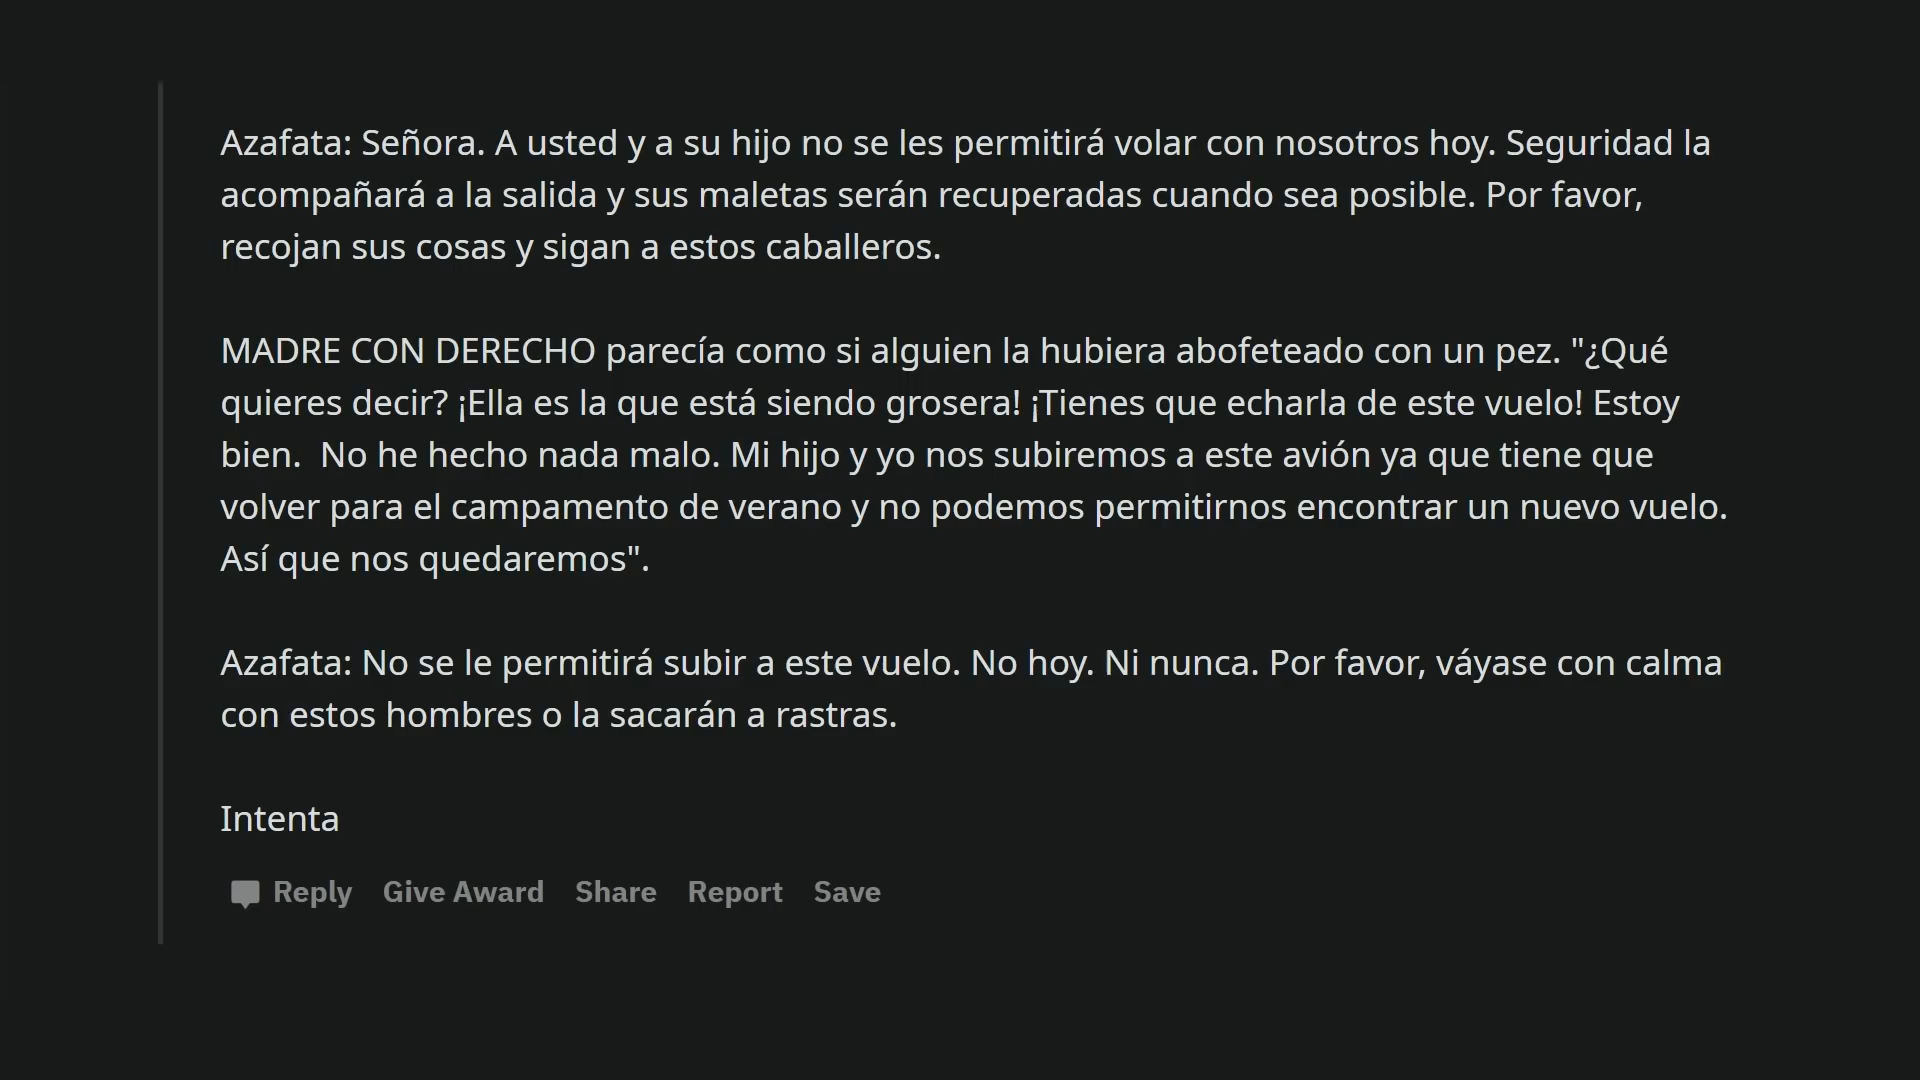 Azafata: Señora. A usted y a su hijo no se les permitirá volar con nosotros hoy. Seguridad la
acompañará a la salida y sus maletas serán recuperadas cuando sea posible. Por favor,
recojan sus cosas y sigan a estos caballeros.
MADRE CON DERECHO parecía como si alguien la hubiera abofeteado con un pez. "¿Qué
quieres decir? ¡Ella es la que está siendo grosera! ¡Tienes que echarla de este vuelo! Estoy
bien.  No he hecho nada malo. Mi hijo y yo nos subiremos a este avión ya que tiene que
volver para el campamento de verano y no podemos permitirnos encontrar un nuevo vuelo.
Así que nos quedaremos".
Azafata: No se le permitirá subir a este vuelo. No hoy. Ni nunca. Por favor, váyase con calma
con estos hombres o la sacarán a rastras.
Intenta
Reply Give Award Share Report Save